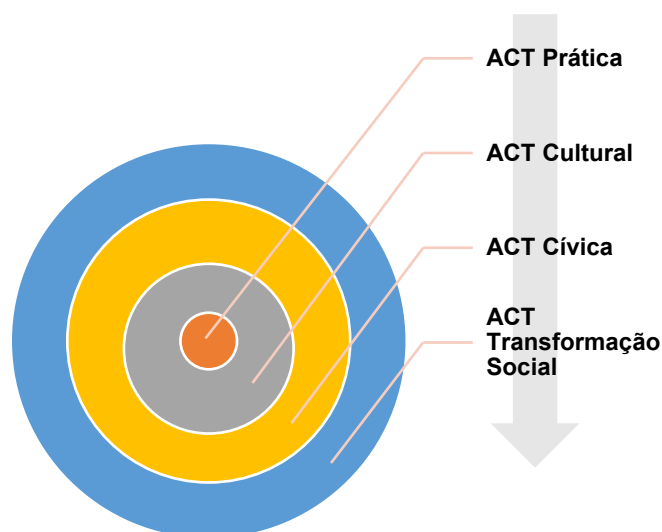 ACT Prática
ACT Cultural
ACT Cívica
ACT
Transformação
Social